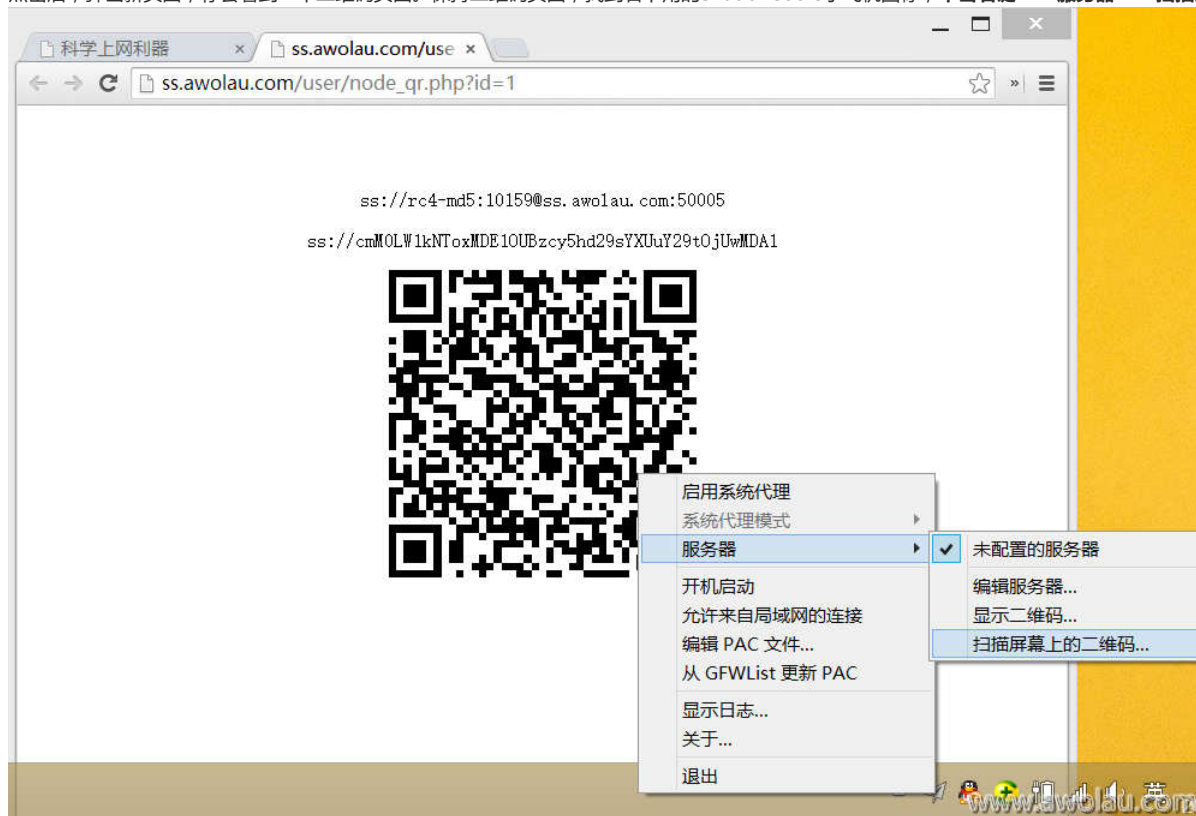 科学上网利器
ss.awolau.com/use
ss.awolau.com/user/node_qr.php?id=1
ss://rc4-md5:10159@ss.awolau.com:50005
ss://cmM0LW1kNToxMDE1OUBzcy5hd29sYXUuY29tOjUwMDA1
启用系统代理
系统代理模式
服务器
未配置的服务器
开机启动
编辑服务器...
允许来自局域网的连接
显示二维码...
编辑 PAC 文件...
扫描屏幕上的二维码...
从 GFWList 更新 PAC
显示日志...
关于...
退出
英
www.awolau.com